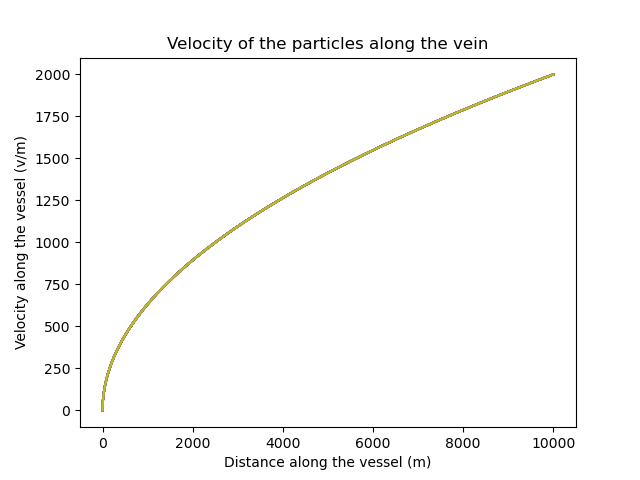 Velocity of the particles along the vein
2000
1750
1500
1250
1000
750
500
250
0
Velocity along the vessel (v/m)
0 2000 4000 6000 8000 10000
Distance along the vessel (m)